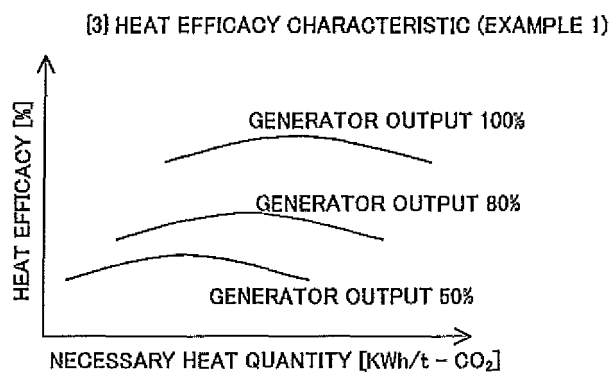 [3] HEAT EFFICACY CHARACTERISTIC (EXAMPLE 1)
HEAT EFFICACY [%]
GENERATOR OUTPUT 100%
GENERATOR OUTPUT 80%
GENERATOR OUTPUT 50%
NECESSARY HEAT QUANTITY [KWh/t - CO₂]